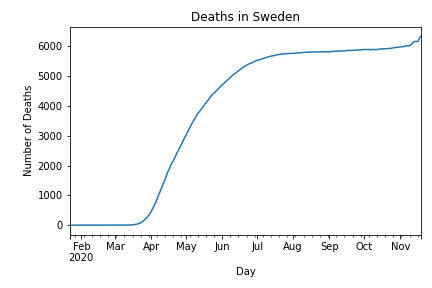 Deaths in Sweden
Number of Deaths
6000
5000
4000
3000
2000
1000
0
Feb Mar Apr May Jun Jul Aug Sep Oct Nov
2020
Day